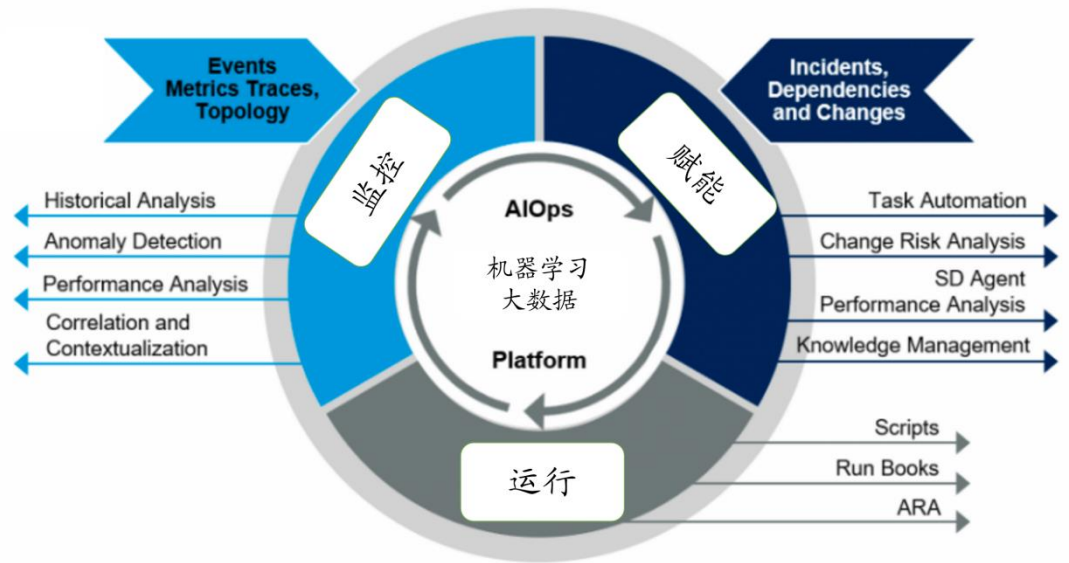 Events
Metrics Traces,
Topology
Incidents,
Dependencies
and Changes
监控
赋能
Historical Analysis
Anomaly Detection
Performance Analysis
Correlation and
Contextualization
AIOps
机器学习
大数据
Platform
Task Automation
Change Risk Analysis
SD Agent
Performance Analysis
Knowledge Management
运行
Scripts
Run Books
ARA